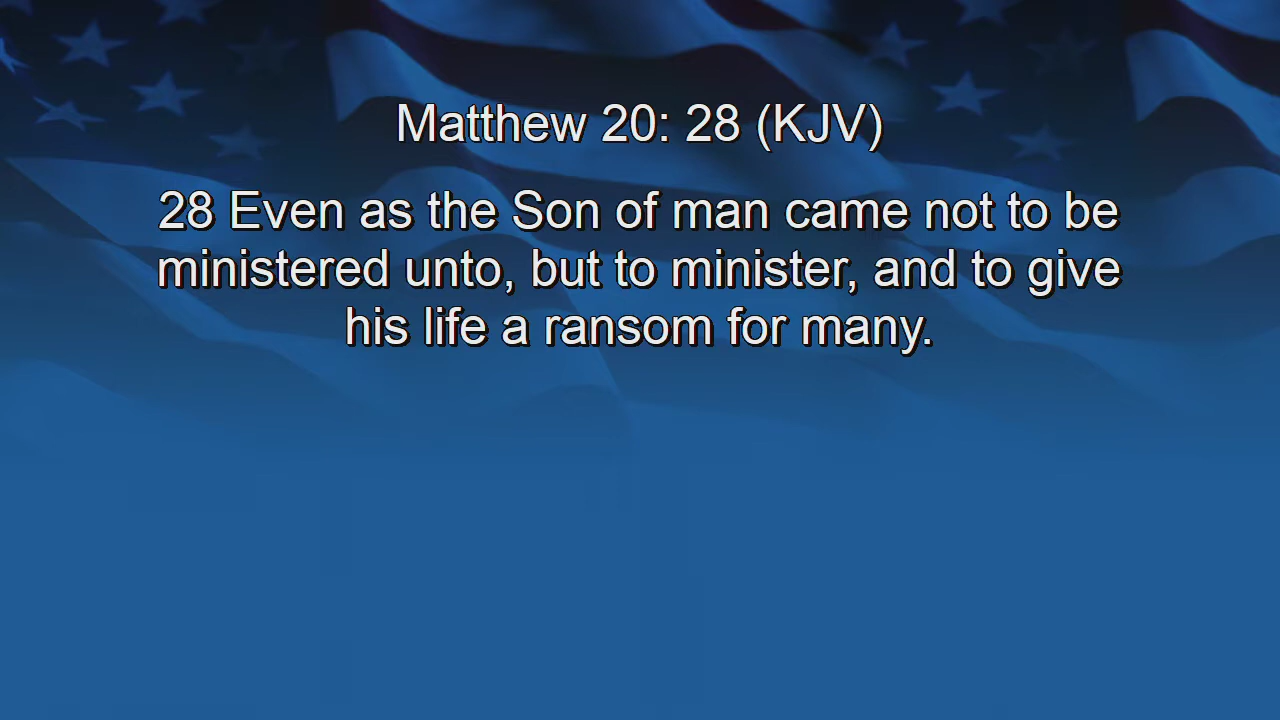 Matthew 20: 28 (KJV)
28 Even as the Son of man came not to be
ministered unto, but to minister, and to give
his life a ransom for many.